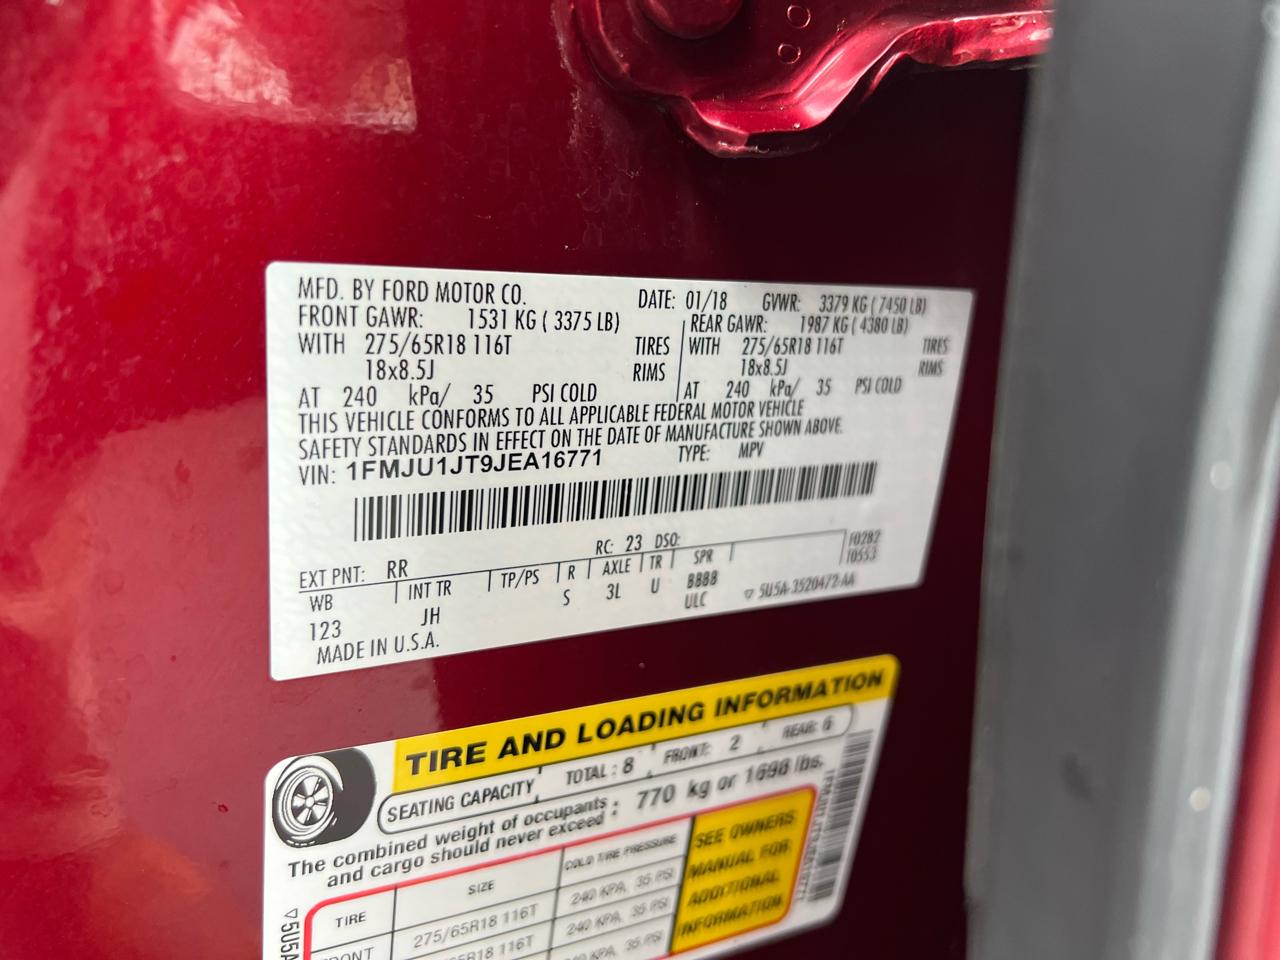 MFD. BY FORD MOTOR CO. DATE: 01/18 GVWR: 3379 KG ( 7450 LB)
FRONT GAWR: 1531 KG ( 3375 LB) REAR GAWR: 1987 KG ( 4380 LB)
WITH 275/65R18 116T TIRES WITH 275/65R18 116T TIRES
18x8.5J RIMS 18x8.5J RIMS
AT 240 kPa/ 35 PSI COLD AT 240 kPa/ 35 PSI COLD
THIS VEHICLE CONFORMS TO ALL APPLICABLE FEDERAL MOTOR VEHICLE
SAFETY STANDARDS IN EFFECT ON THE DATE OF MANUFACTURE SHOWN ABOVE.
VIN: 1FMJU1JT9JEA16771 TYPE: MPV
RC: 23 DSO: F0282
EXT PNT: RR T0553
WB INT TR TP/PS R AXLE TR SPR
123 JH S 3L U BBBB
ULC ▽ 5U5A-3520472-AA
MADE IN U.S.A.
TIRE AND LOADING INFORMATION
SEATING CAPACITY TOTAL : 8 FRONT: 2 REAR: 6
The combined weight of occupants and cargo should never exceed : 770 kg or 1698 lbs.
TIRE SIZE COLD TIRE PRESSURE
275/65R18 116T 240 KPA, 35 PSI
116T 240 KPA, 35 PSI
35 PSI
SEE OWNERS
MANUAL FOR
ADDITIONAL
INFORMATION
▽5U5A